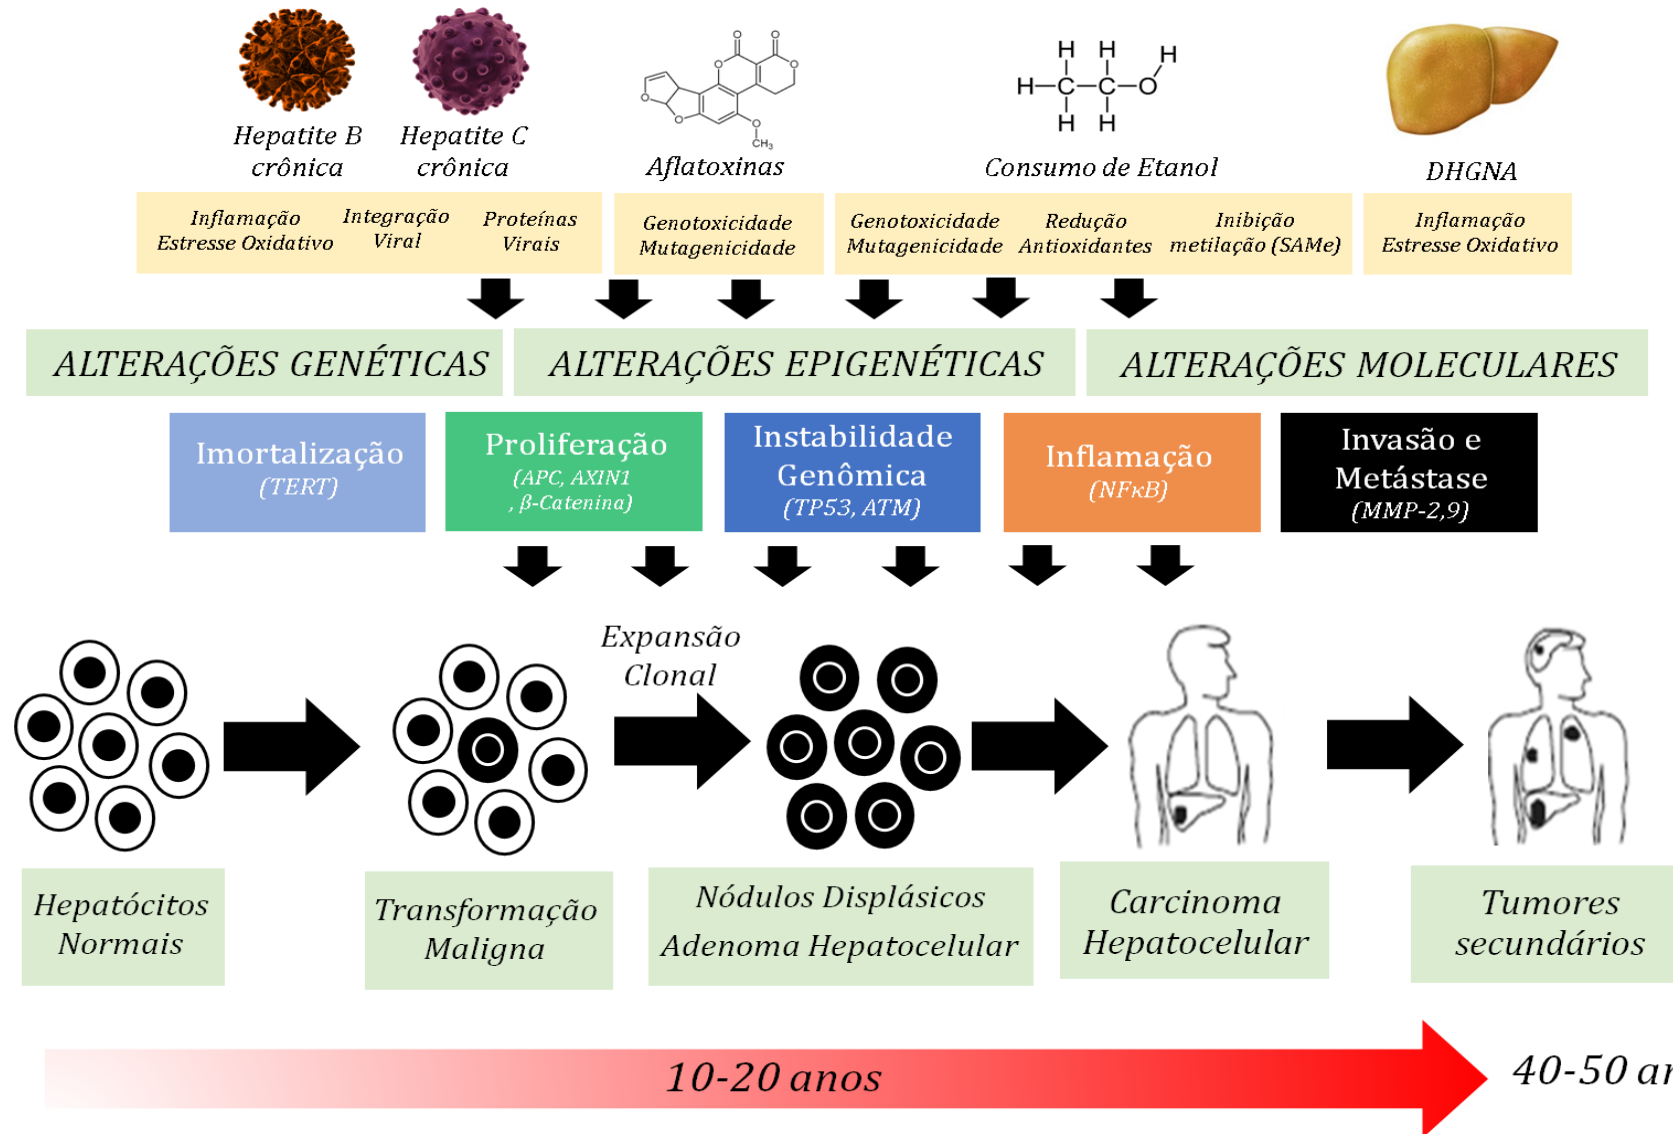 Hepatite B
crônica
Hepatite C
crônica
Aflatoxinas
Consumo de Etanol
DHGNA
O
O
O
O
O
O
O
CH3
H
H
H
H
C
C
O
H
H
Inflamação
Estresse Oxidativo
Integração
Viral
Proteínas
Virais
Genotoxicidade
Mutagenicidade
Genotoxicidade
Mutagenicidade
Redução
Antioxidantes
Inibição
metilação (SAMe)
Inflamação
Estresse Oxidativo
ALTERAÇÕES GENÉTICAS
ALTERAÇÕES EPIGENÉTICAS
ALTERAÇÕES MOLECULARES
Imortalização
(TERT)
Proliferação
(APC, AXIN1
, β-Catenina)
Instabilidade
Genômica
(TP53, ATM)
Inflamação
(NFκB)
Invasão e
Metástase
(MMP-2,9)
Expansão
Clonal
Hepatócitos
Normais
Transformação
Maligna
Nódulos Displásicos
Adenoma Hepatocelular
Carcinoma
Hepatocelular
Tumores
secundários
10-20 anos
40-50